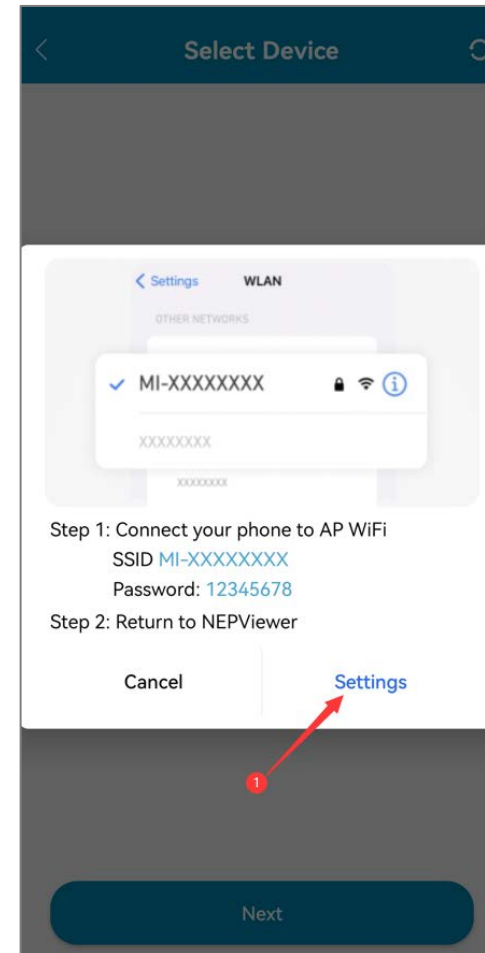 Select Device
Settings WLAN
OTHER NETWORKS
MI-XXXXXXXX
XXXXXXXX
XXXXXXXX
Step 1: Connect your phone to AP WiFi
SSID MI-XXXXXXXX
Password: 12345678
Step 2: Return to NEPViewer
Cancel Settings
1
Next